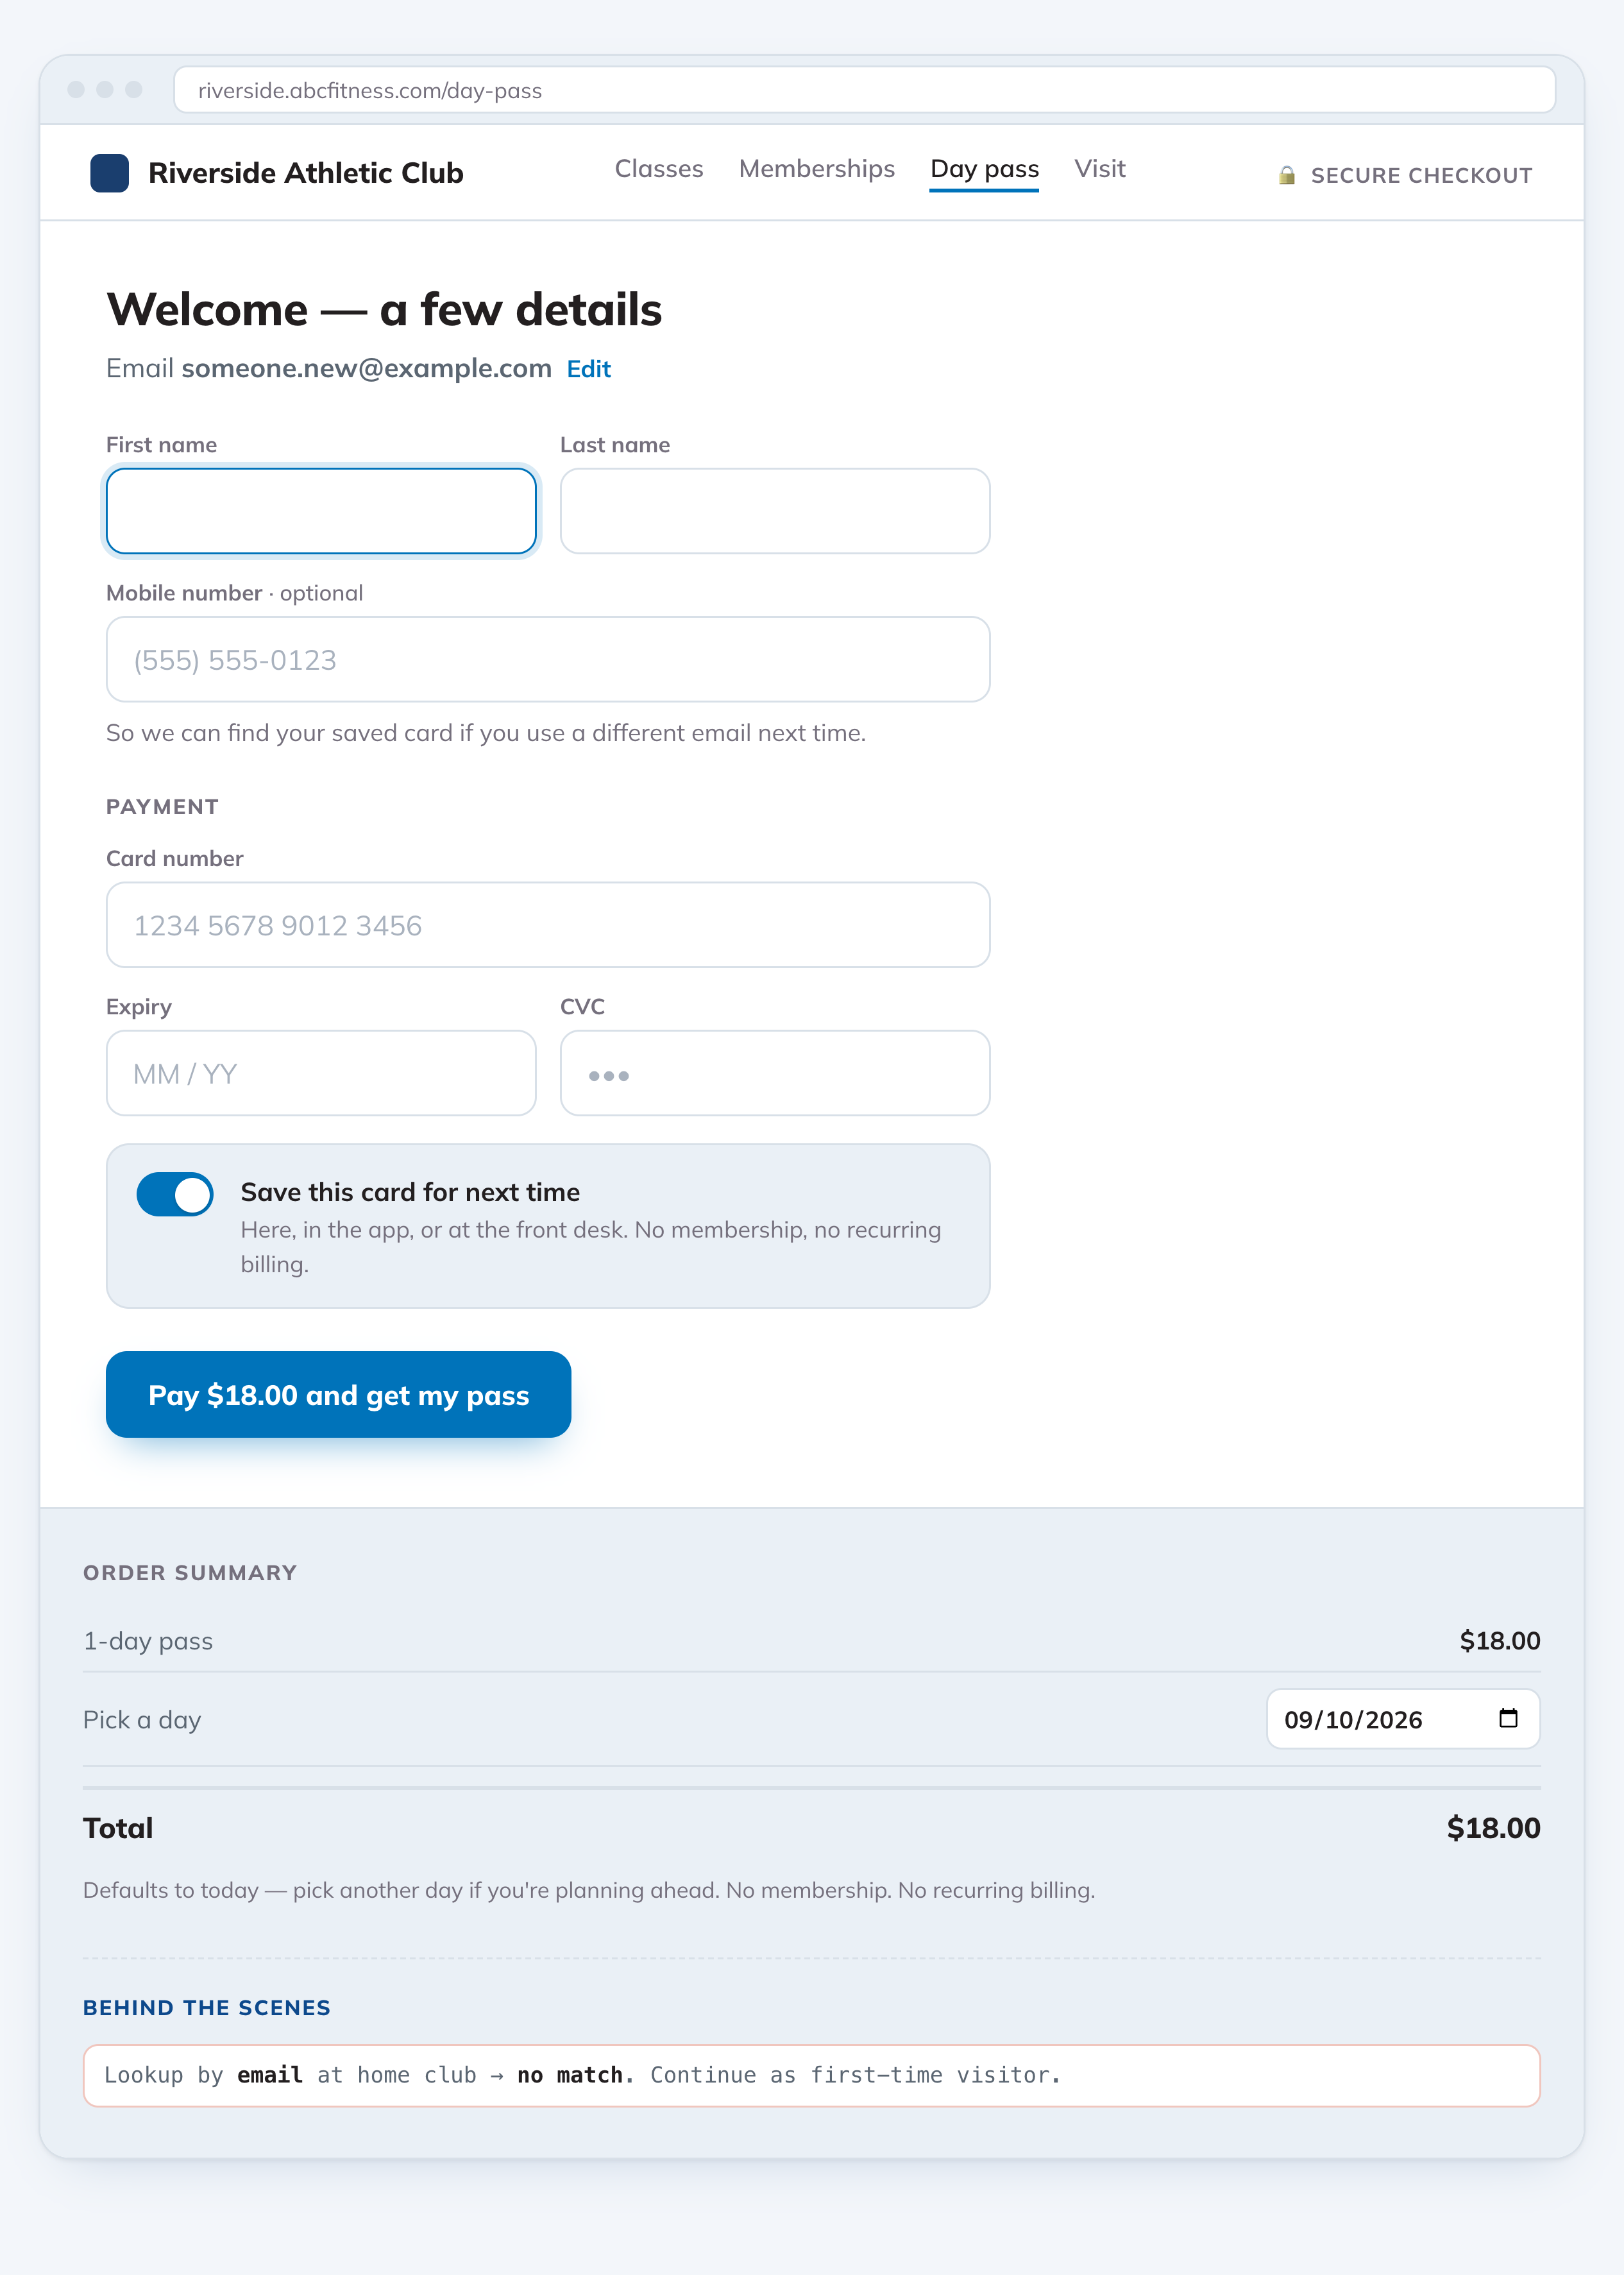 riverside.abcfitness.com/day-pass
Riverside Athletic Club
Classes Memberships Day pass Visit
🔒 SECURE CHECKOUT
Welcome — a few details
Email someone.new@example.com Edit
First name Last name
Mobile number · optional
(555) 555-0123
So we can find your saved card if you use a different email next time.
PAYMENT
Card number
1234 5678 9012 3456
Expiry CVC
MM / YY •••
Save this card for next time
Here, in the app, or at the front desk. No membership, no recurring
billing.
Pay $18.00 and get my pass
ORDER SUMMARY
1-day pass $18.00
Pick a day 09/10/2026
Total $18.00
Defaults to today — pick another day if you're planning ahead. No membership. No recurring billing.
BEHIND THE SCENES
Lookup by email at home club → no match. Continue as first-time visitor.